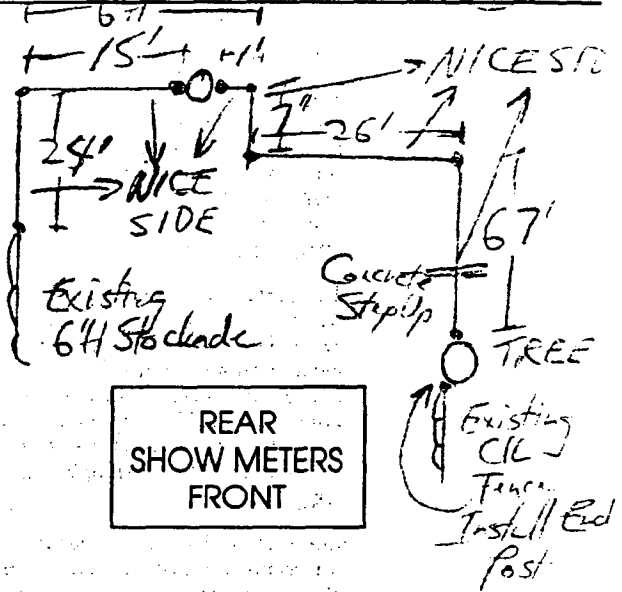 6'H
15'
NICE
24"
7"
26'
NICE
SIDE
67'
Concrete
Step Up
Existing
6'H Stockade
TREE
REAR
SHOW METERS
FRONT
Existing
C/L
Fence
Install End
Post